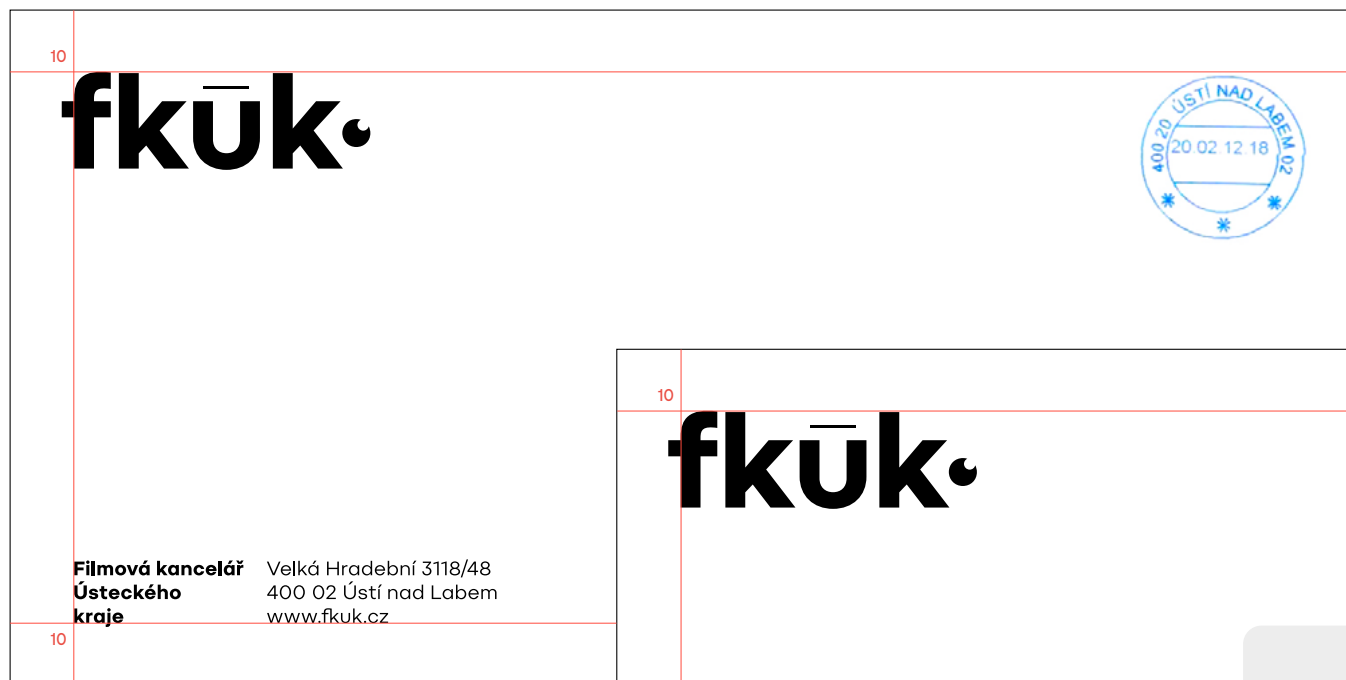 10
fkūk
400 20 ÚSTÍ NAD LABEM 02
20.02.12.18
10
fkūk
Filmová kancelář
Ústeckého
kraje
Velká Hradební 3118/48
400 02 Ústí nad Labem
www.fkuk.cz
10